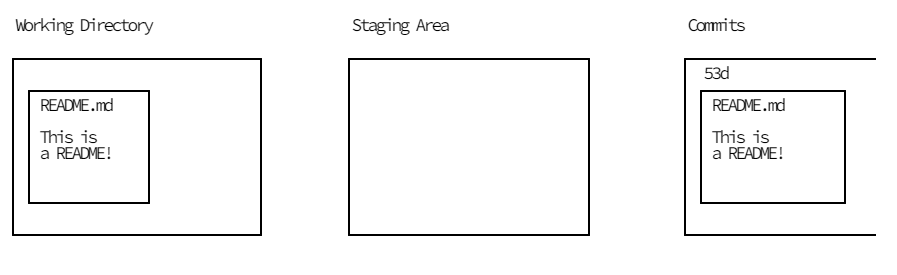 Working Directory
Staging Area
Commits
README.md
This is
a README!
53d
README.md
This is
a README!